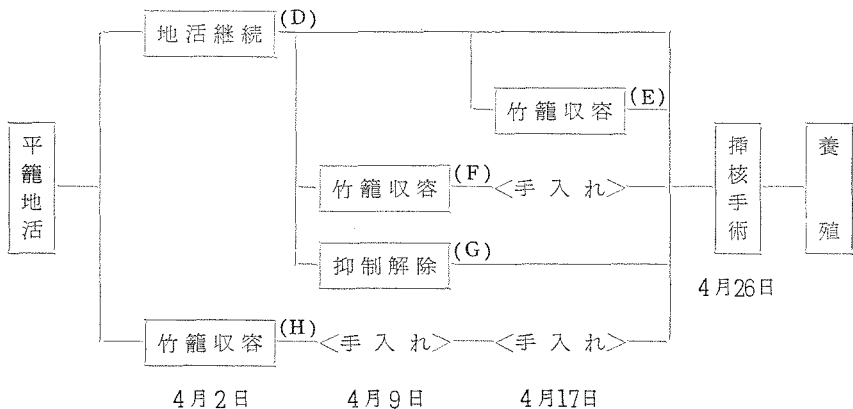 地活継続 (D)
竹籠収容 (E)
平籠地活
竹籠収容 (F) <手入れ>
挿核手術
養殖
抑制解除 (G)
4月26日
竹籠収容 (H) <手入れ> <手入れ>
4月2日 4月9日 4月17日